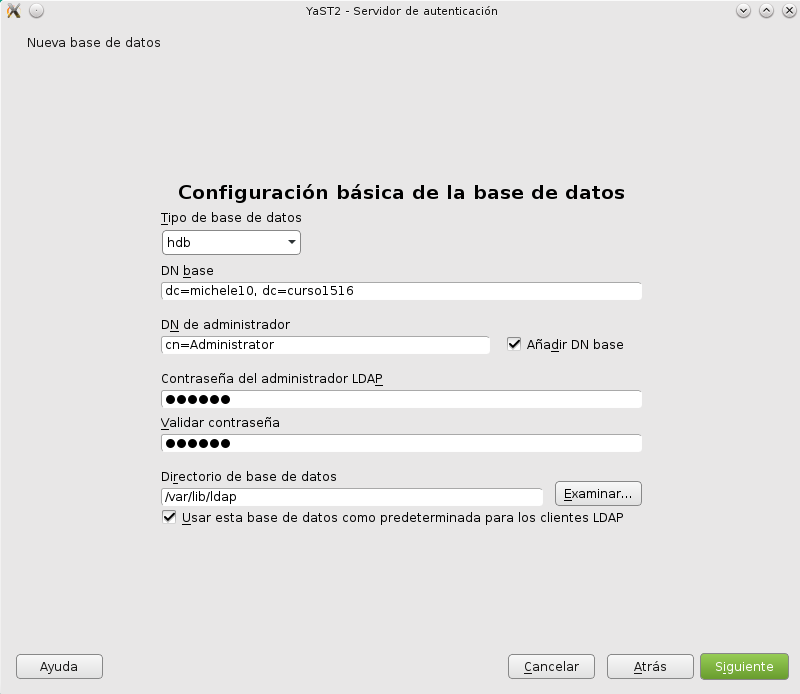 YaST2 - Servidor de autenticación
Nueva base de datos
Configuración básica de la base de datos
Tipo de base de datos
hdb
DN base
dc=michele10, dc=curso1516
DN de administrador
cn=Administrator
Añadir DN base
Contraseña del administrador LDAP
●●●●●●
Validar contraseña
●●●●●●
Directorio de base de datos
/var/lib/ldap
Examinar...
Usar esta base de datos como predeterminada para los clientes LDAP
Ayuda
Cancelar
Atrás
Siguiente